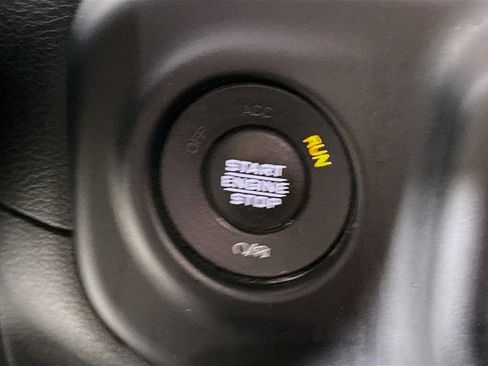 ACC
OFF
RUN
START
ENGINE
STOP